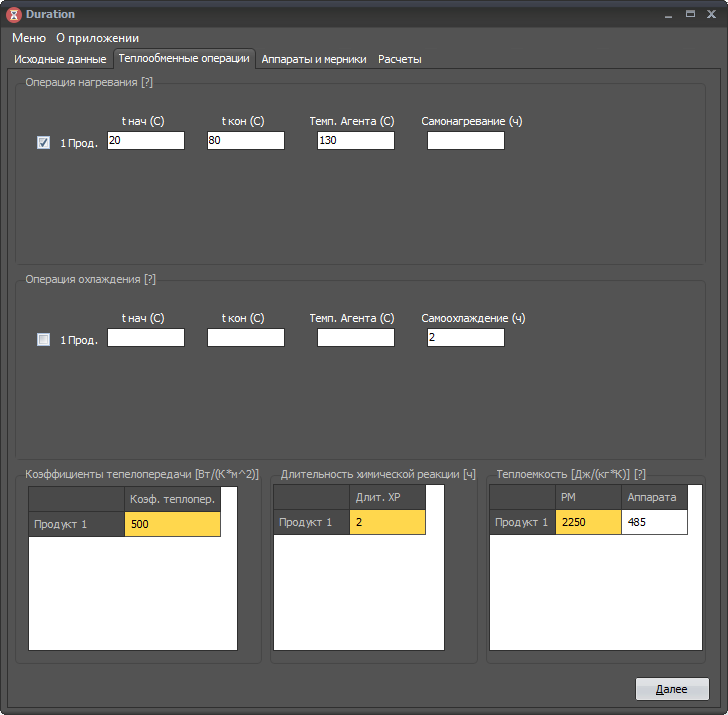 Duration
Меню О приложении
Исходные данные Теплообменные операции Аппараты и мерники Расчеты
Операция нагревания [?]
t нач (C) t кон (C) Темп. Агента (C) Самонагревание (ч)
1 Прод. 20 80 130
Операция охлаждения [?]
t нач (C) t кон (C) Темп. Агента (C) Самоохлаждение (ч)
1 Прод. 2
Коэффициенты тепелопередачи [Вт/(К*м^2)] Длительность химической реакции [ч] Теплоемкость [Дж/(кг*К)] [?]
Коэф. теплопер. Длит. ХР РМ Аппарата
Продукт 1 500 Продукт 1 2 Продукт 1 2250 485
Далее